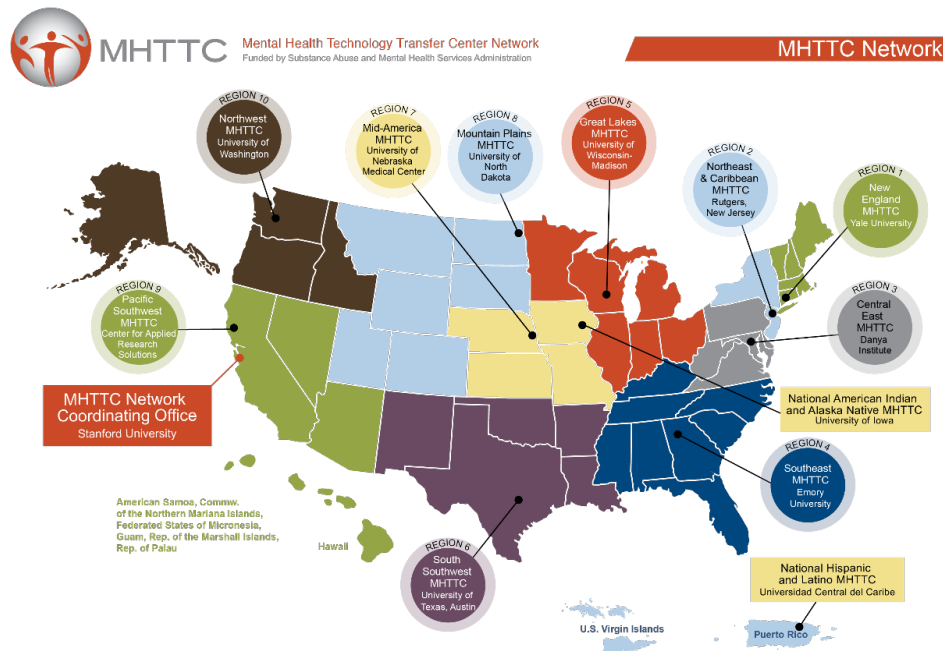 MHTTC
Mental Health Technology Transfer Center Network
Funded by Substance Abuse and Mental Health Services Administration
MHTTC Network
REGION 10
Northwest
MHTTC
University of
Washington
REGION 7
Mid-America
MHTTC
University of
Nebraska
Medical Center
REGION 8
Mountain Plains
MHTTC
University of
North
Dakota
REGION 5
Great Lakes
MHTTC
University of
Wisconsin-
Madison
REGION 2
Northeast
& Caribbean
MHTTC
Rutgers,
New Jersey
REGION 1
New
England
MHTTC
Yale University
REGION 9
Pacific
Southwest
MHTTC
Center for Applied
Research
Solutions
REGION 3
Central
East
MHTTC
Danya
Institute
MHTTC Network
Coordinating Office
Stanford University
National American Indian
and Alaska Native MHTTC
University of Iowa
REGION 4
Southeast
MHTTC
Emory
University
American Samoa, Commw.
of the Northern Mariana Islands,
Federated States of Micronesia,
Guam, Rep. of the Marshall Islands,
Rep. of Palau
Hawaii
REGION 6
South
Southwest
MHTTC
University of
Texas, Austin
National Hispanic
and Latino MHTTC
Universidad Central del Caribe
U.S. Virgin Islands
Puerto Rico